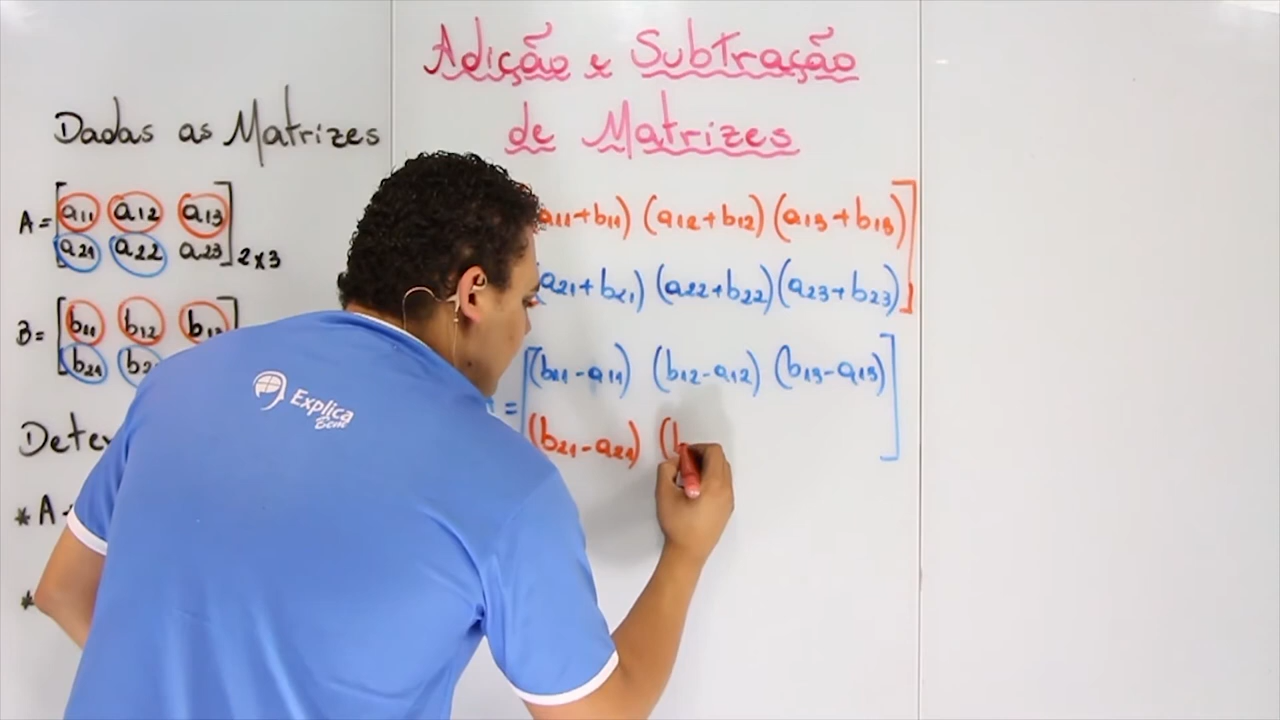 Adição e Subtração
de Matrizes
Dadas as Matrizes
A = [a11 a12 a13
a21 a22 a23] 2x3
B = [b11 b12
b21
* A
*
a11+b11) (a12+b12) (a13+b13)]
(a21+b21) (a22+b22) (a23+b23)
= [(b11-a11) (b12-a12) (b13-a13)]
(b21-a21) (b
Explica
Bem